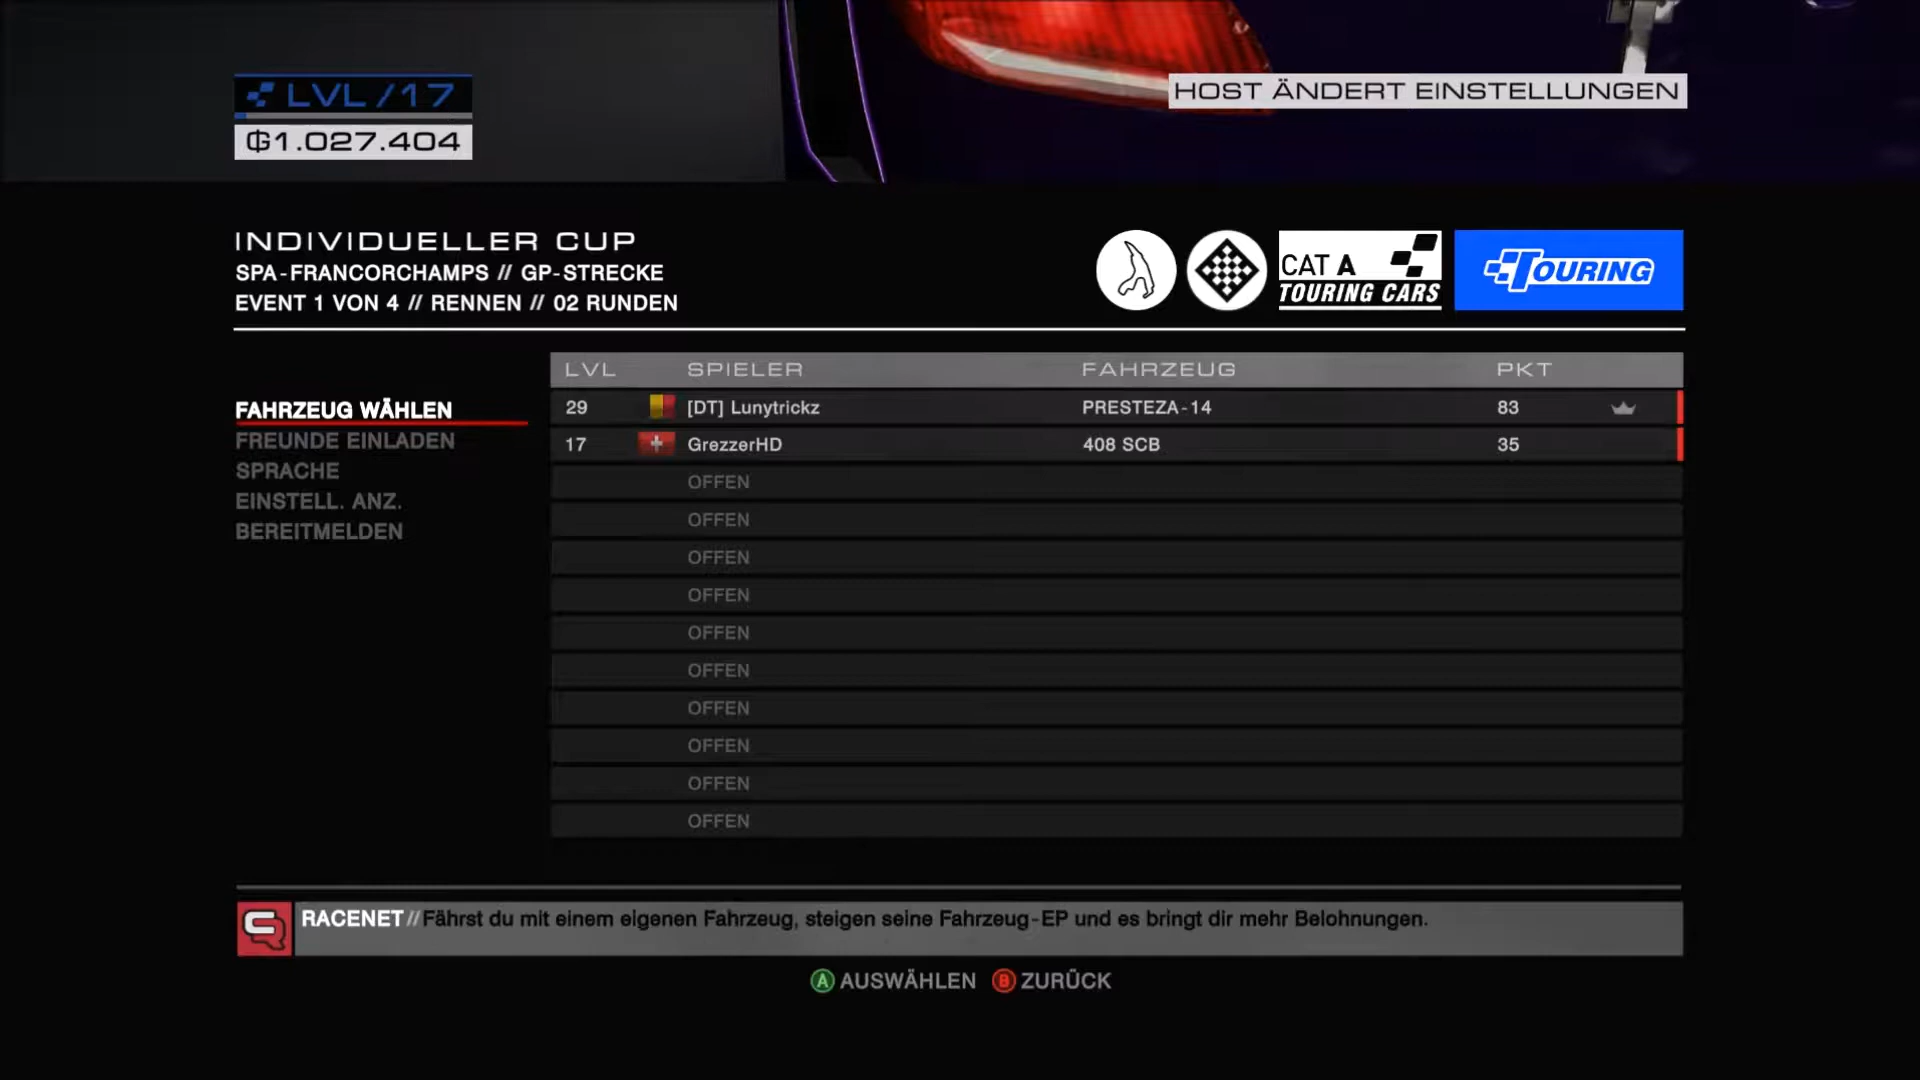 LVL/17
HOST ÄNDERT EINSTELLUNGEN
₲1.027.404
INDIVIDUELLER CUP
SPA-FRANCORCHAMPS // GP-STRECKE
EVENT 1 VON 4 // RENNEN // 02 RUNDEN
CAT A
TOURING CARS
TOURING
FAHRZEUG WÄHLEN
FREUNDE EINLADEN
SPRACHE
EINSTELL. ANZ.
BEREITMELDEN
LVL SPIELER FAHRZEUG PKT
29 [DT] Lunytrickz PRESTEZA-14 83
17 GrezzerHD 408 SCB 35
OFFEN
OFFEN
OFFEN
OFFEN
OFFEN
OFFEN
OFFEN
OFFEN
OFFEN
OFFEN
RACENET // Fährst du mit einem eigenen Fahrzeug, steigen seine Fahrzeug-EP und es bringt dir mehr Belohnungen.
A AUSWÄHLEN B ZURÜCK